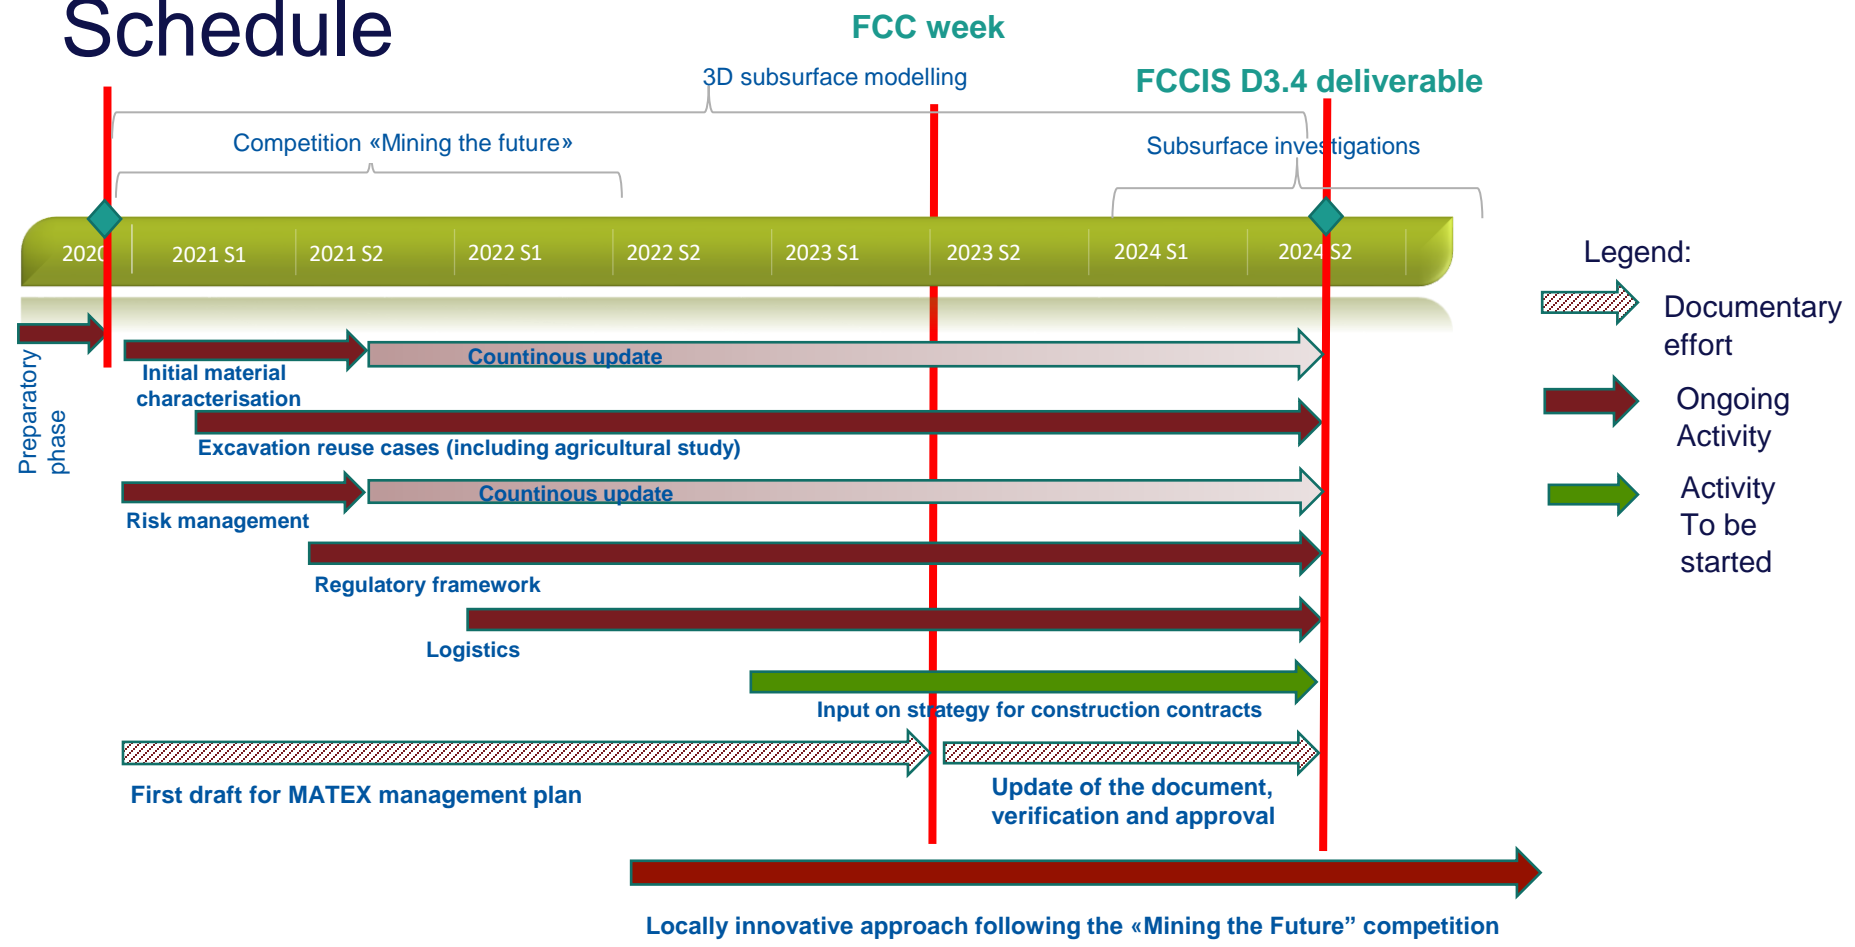 Schedule
FCC week
3D subsurface modelling
FCCIS D3.4 deliverable
Competition «Mining the future»
Subsurface investigations
2020
2021 S1
2021 S2
2022 S1
2022 S2
2023 S1
2023 S2
2024 S1
2024 S2
Preparatory
phase
Initial material
characterisation
Countinous update
Excavation reuse cases (including agricultural study)
Countinous update
Risk management
Regulatory framework
Logistics
Input on strategy for construction contracts
First draft for MATEX management plan
Update of the document,
verification and approval
Locally innovative approach following the «Mining the Future” competition
Legend:
Documentary
effort
Ongoing
Activity
Activity
To be
started